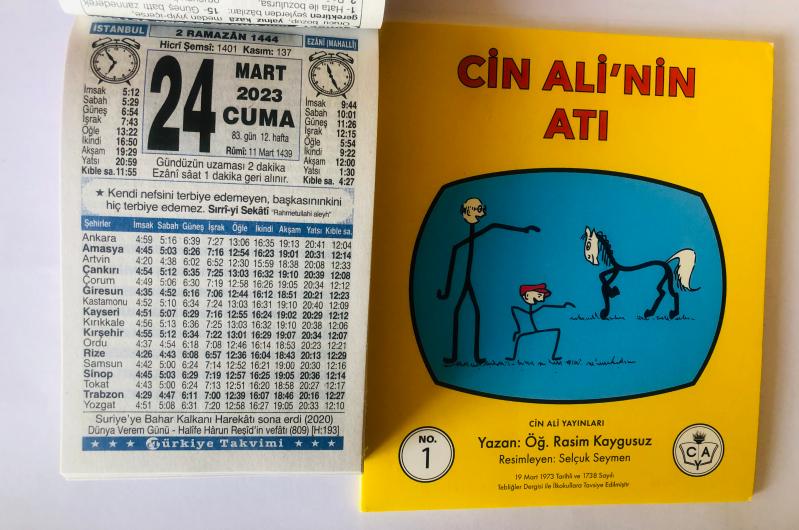 gerektiren şeylerden bazıları:
15- Güneş battı zannederek
İSTANBUL
2 RAMAZÂN 1444
Hicrî Şemsî: 1401 Kasım: 137
EZÂNÎ (MAHALLÎ)
İmsak 5:12
Sabah 5:29
Güneş 6:54
İşrak 7:43
Öğle 13:22
İkindi 16:50
Akşam 19:29
Yatsı 20:59
Kıble sa. 11:55
24
MART
2023
CUMA
83. gün 12. hafta
Rûmî: 11 Mart 1439
İmsak 9:44
Sabah 10:01
Güneş 11:26
İşrak 12:15
Öğle 5:54
İkindi 9:22
Akşam 12:00
Yatsı 1:30
Kıble sa. 4:27
Gündüzün uzaması 2 dakika
Ezânî sâat 1 dakika geri alınır.
★ Kendi nefsini terbiye edemeyen, başkasınınkini
hiç terbiye edemez. Sırrî-yi Sekâtî "Rahmetullahi aleyh"
Şehirler İmsak Sabah Güneş İşrak Öğle İkindi Akşam Yatsı Kıble sa.
Ankara 4:59 5:16 6:39 7:27 13:06 16:35 19:13 20:41 12:04
Amasya 4:45 5:03 6:26 7:16 12:54 16:23 19:01 20:31 12:14
Artvin 4:20 4:38 6:02 6:52 12:30 15:59 18:38 20:08 12:33
Çankırı 4:54 5:12 6:35 7:25 13:03 16:32 19:10 20:39 12:08
Çorum 4:49 5:06 6:30 7:19 12:58 16:26 19:05 20:34 12:12
Giresun 4:35 4:52 6:16 7:06 12:44 16:12 18:51 20:21 12:23
Kastamonu 4:52 5:10 6:34 7:24 13:03 16:31 19:10 20:40 12:09
Kayseri 4:51 5:07 6:29 7:16 12:55 16:24 19:02 20:29 12:12
Kırıkkale 4:56 5:13 6:36 7:25 13:03 16:32 19:10 20:38 12:06
Kırşehir 4:55 5:12 6:34 7:22 13:01 16:29 19:07 20:34 12:07
Ordu 4:37 4:54 6:18 7:08 12:46 16:14 18:53 20:23 12:21
Rize 4:26 4:43 6:08 6:57 12:36 16:04 18:43 20:13 12:29
Samsun 4:42 5:00 6:24 7:14 12:52 16:21 19:00 20:30 12:16
Sinop 4:45 5:03 6:29 7:19 12:57 16:25 19:05 20:36 12:14
Tokat 4:43 5:00 6:24 7:13 12:51 16:20 18:58 20:27 12:17
Trabzon 4:29 4:47 6:11 7:00 12:39 16:07 18:46 20:16 12:27
Yozgat 4:51 5:08 6:31 7:20 12:58 16:27 19:05 20:33 12:10
Suriye'ye Bahar Kalkanı Harekâtı sona erdi (2020)
Dünya Verem Günü - Halîfe Hârun Reşîd'in vefâtı (809) [H:193]
Türkiye Takvimi
CİN ALİ'NİN
ATI
CİN ALİ YAYINLARI
NO.
1
Yazan: Öğ. Rasim Kaygusuz
Resimleyen: Selçuk Seymen
19 Mart 1973 Tarihli ve 1738 Sayılı
Tebliğler Dergisi ile İlkokullara Tavsiye Edilmiştir
C A
Y